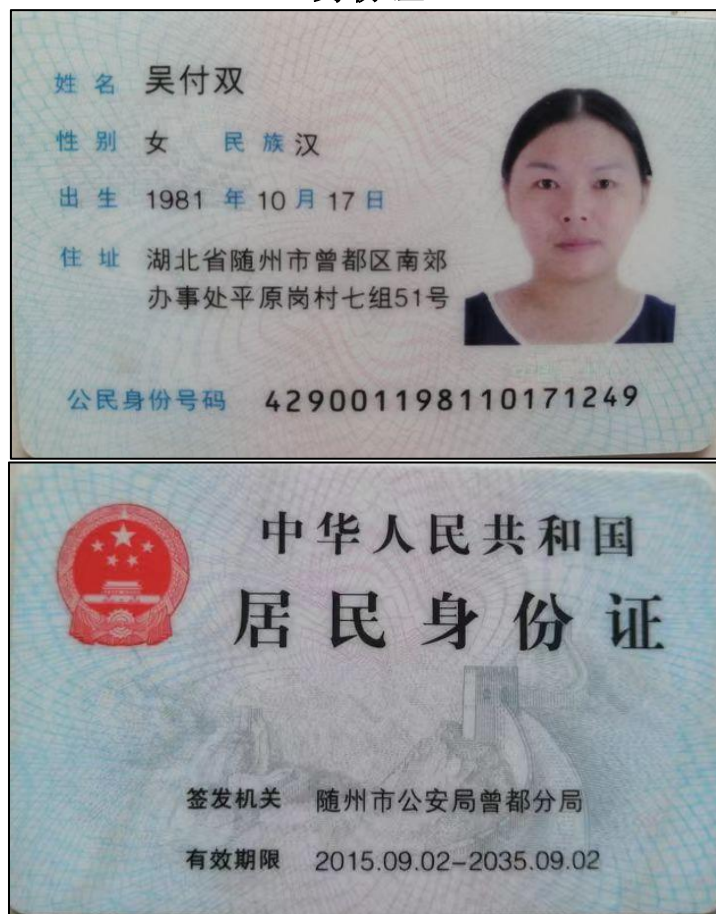 姓名 吴付双
性别 女 民族 汉
出生 1981 年 10 月 17 日
住址 湖北省随州市曾都区南郊
办事处平原岗村七组51号
公民身份号码 429001198110171249
中华人民共和国
居民身份证
签发机关 随州市公安局曾都分局
有效期限 2015.09.02-2035.09.02